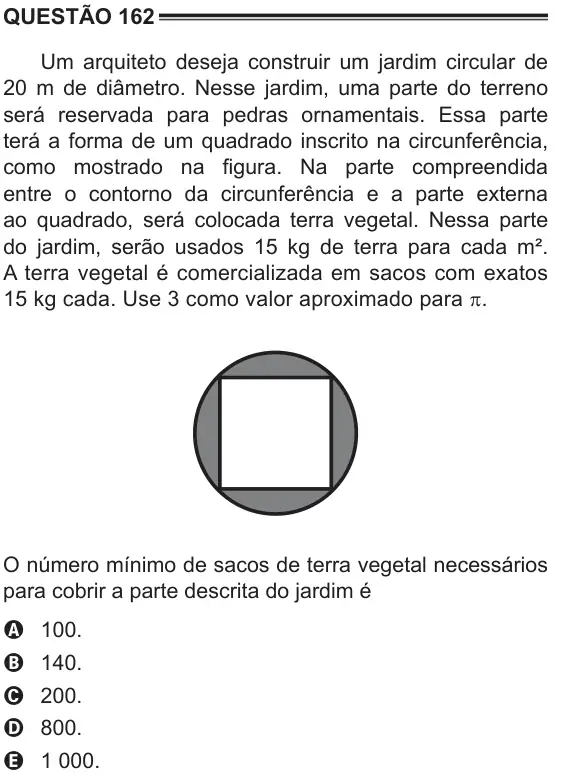 QUESTÃO 162
Um arquiteto deseja construir um jardim circular de
20 m de diâmetro. Nesse jardim, uma parte do terreno
será reservada para pedras ornamentais. Essa parte
terá a forma de um quadrado inscrito na circunferência,
como mostrado na figura. Na parte compreendida
entre o contorno da circunferência e a parte externa
ao quadrado, será colocada terra vegetal. Nessa parte
do jardim, serão usados 15 kg de terra para cada m².
A terra vegetal é comercializada em sacos com exatos
15 kg cada. Use 3 como valor aproximado para π.
O número mínimo de sacos de terra vegetal necessários
para cobrir a parte descrita do jardim é
A 100.
B 140.
C 200.
D 800.
E 1 000.